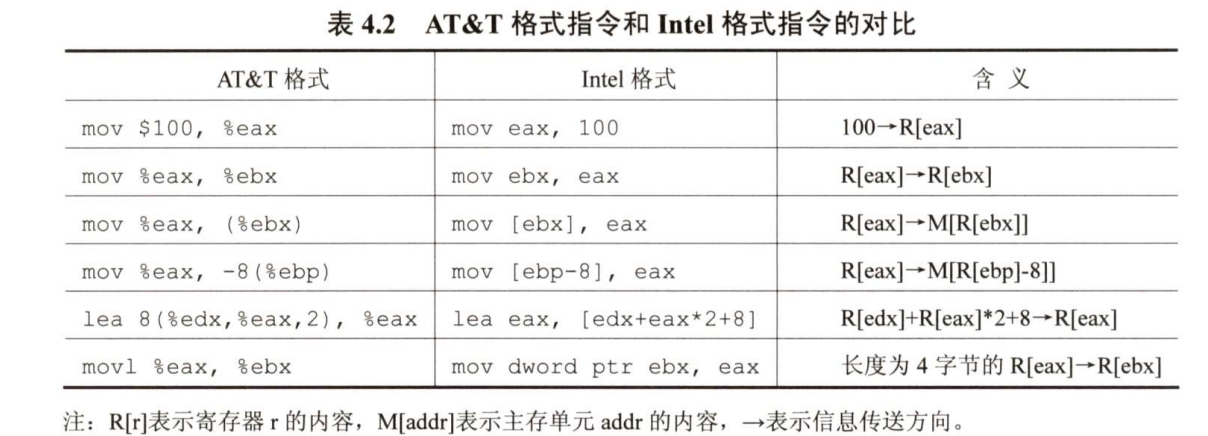 表 4.2 AT&T 格式指令和 Intel 格式指令的对比
AT&T 格式 Intel 格式 含 义
mov $100, %eax mov eax, 100 100→R[eax]
mov %eax, %ebx mov ebx, eax R[eax]→R[ebx]
mov %eax, (%ebx) mov [ebx], eax R[eax]→M[R[ebx]]
mov %eax, -8(%ebp) mov [ebp-8], eax R[eax]→M[R[ebp]-8]]
lea 8(%edx,%eax,2), %eax lea eax, [edx+eax*2+8] R[edx]+R[eax]*2+8→R[eax]
movl %eax, %ebx mov dword ptr ebx, eax 长度为 4 字节的 R[eax]→R[ebx]
注：R[r]表示寄存器 r 的内容，M[addr]表示主存单元 addr 的内容，→表示信息传送方向。